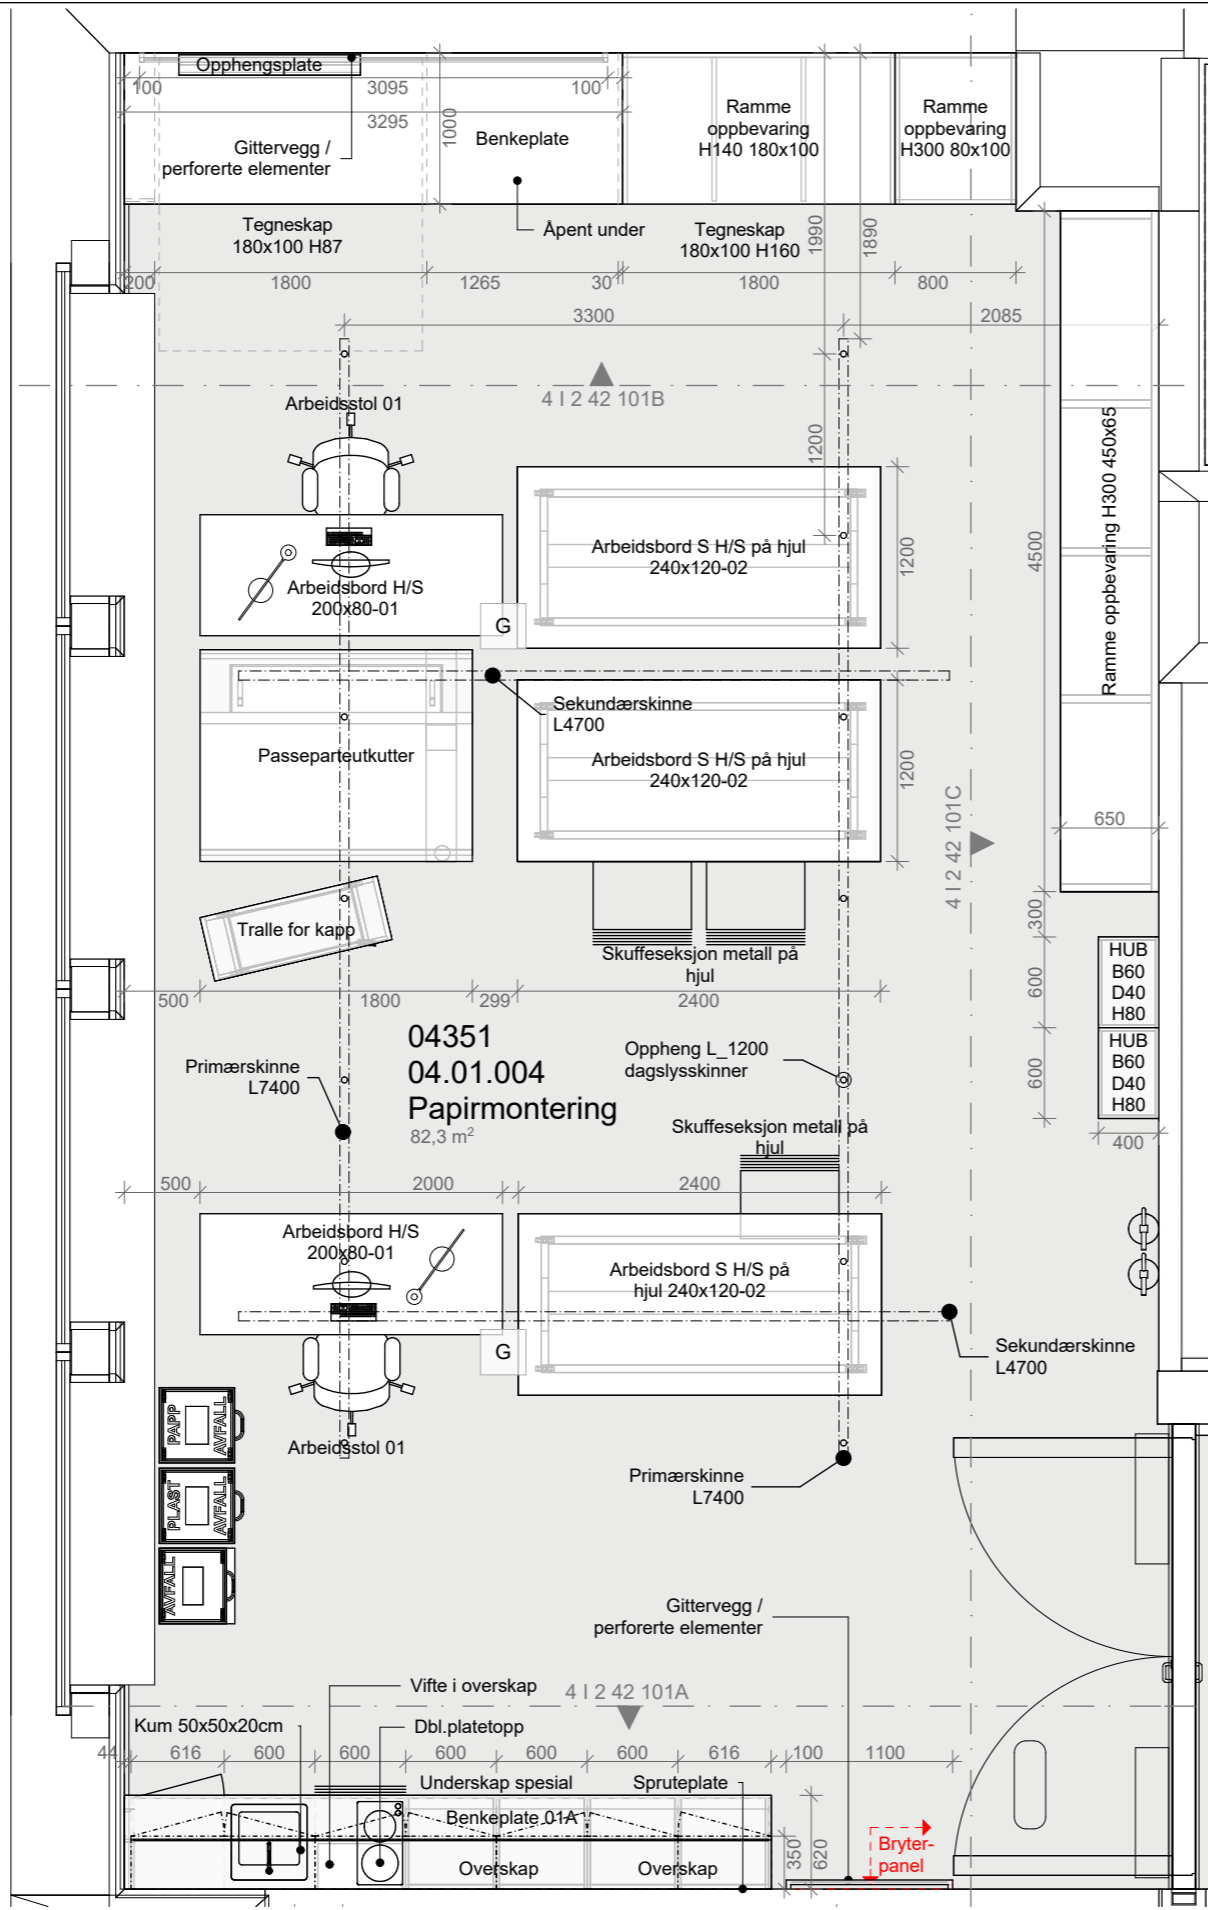 Opphengsplate
100
3095
100
3295
1000
Gittervegg /
perforerte elementer
Benkeplate
Ramme
oppbevaring
H140 180x100
Ramme
oppbevaring
H300 80x100
Tegneskap
180x100 H87
Åpent under
Tegneskap
180x100 H160
1990
1890
200
1800
1265
30
1800
800
3300
2085
4 I 2 42 101B
Arbeidsstol 01
1200
Arbeidsbord S H/S på hjul
240x120-02
1200
4500
Ramme oppbevaring H300 450x65
Arbeidsbord H/S
200x80-01
G
Sekundærskinne
L4700
Passeparteutkutter
Arbeidsbord S H/S på hjul
240x120-02
1200
4 I 2 42 101C
650
Tralle for kapp
Skuffeseksjon metall på
hjul
300
600
600
HUB
B60
D40
H80
HUB
B60
D40
H80
400
500
1800
299
2400
04351
04.01.004
Papirmontering
82,3 m²
Primærskinne
L7400
Oppheng L_1200
dagslysskinner
Skuffeseksjon metall på
hjul
500
2000
2400
Arbeidsbord H/S
200x80-01
Arbeidsbord S H/S på
hjul 240x120-02
G
Sekundærskinne
L4700
Arbeidsstol 01
PAPP
AVFALL
PLAST
AVFALL
AVFALL
Primærskinne
L7400
Gittervegg /
perforerte elementer
Vifte i overskap
4 I 2 42 101A
Kum 50x50x20cm
Dbl.platetopp
44
616
600
600
600
600
600
616
100
1100
Underskap spesial
Spruteplate
Benkeplate 01A
Overskap
Overskap
350
620
Bryter-
panel